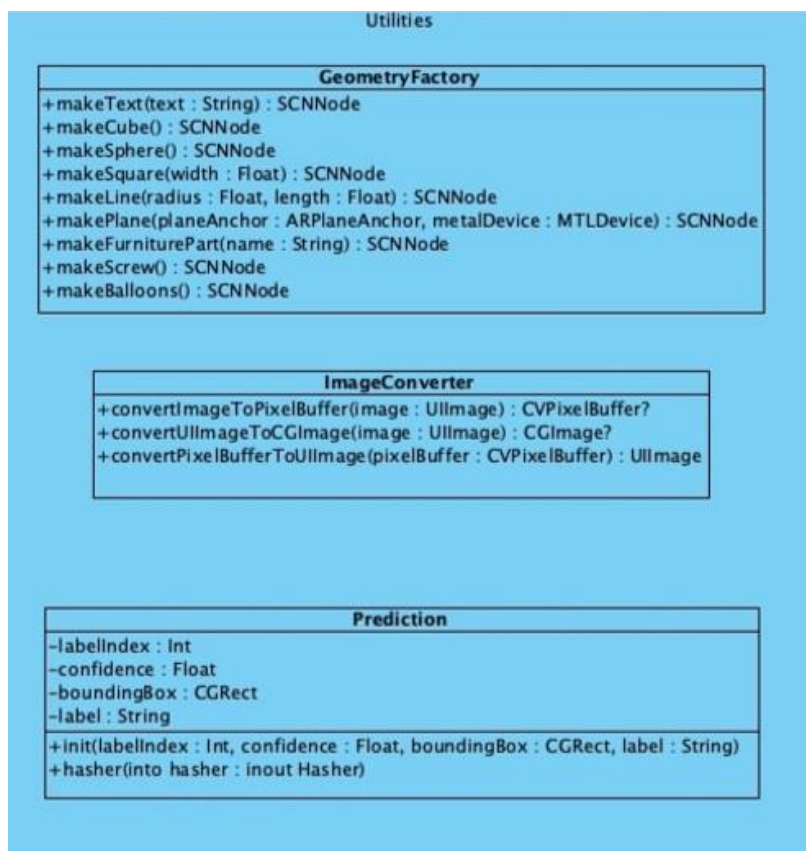 Utilities
GeometryFactory
+makeText(text : String) : SCNNode
+makeCube() : SCNNode
+makeSphere() : SCNNode
+makeSquare(width : Float) : SCNNode
+makeLine(radius : Float, length : Float) : SCNNode
+makePlane(planeAnchor : ARPlaneAnchor, metalDevice : MTLDevice) : SCNNode
+makeFurniturePart(name : String) : SCNNode
+makeScrew() : SCNNode
+makeBalloons() : SCNNode
ImageConverter
+convertImageToPixelBuffer(image : UIImage) : CVPixelBuffer?
+convertUIImageToCGImage(image : UIImage) : CGImage?
+convertPixelBufferToUIImage(pixelBuffer : CVPixelBuffer) : UIImage
Prediction
-labelIndex : Int
-confidence : Float
-boundingBox : CGRect
-label : String
+init(labelIndex : Int, confidence : Float, boundingBox : CGRect, label : String)
+hasher(into hasher : inout Hasher)